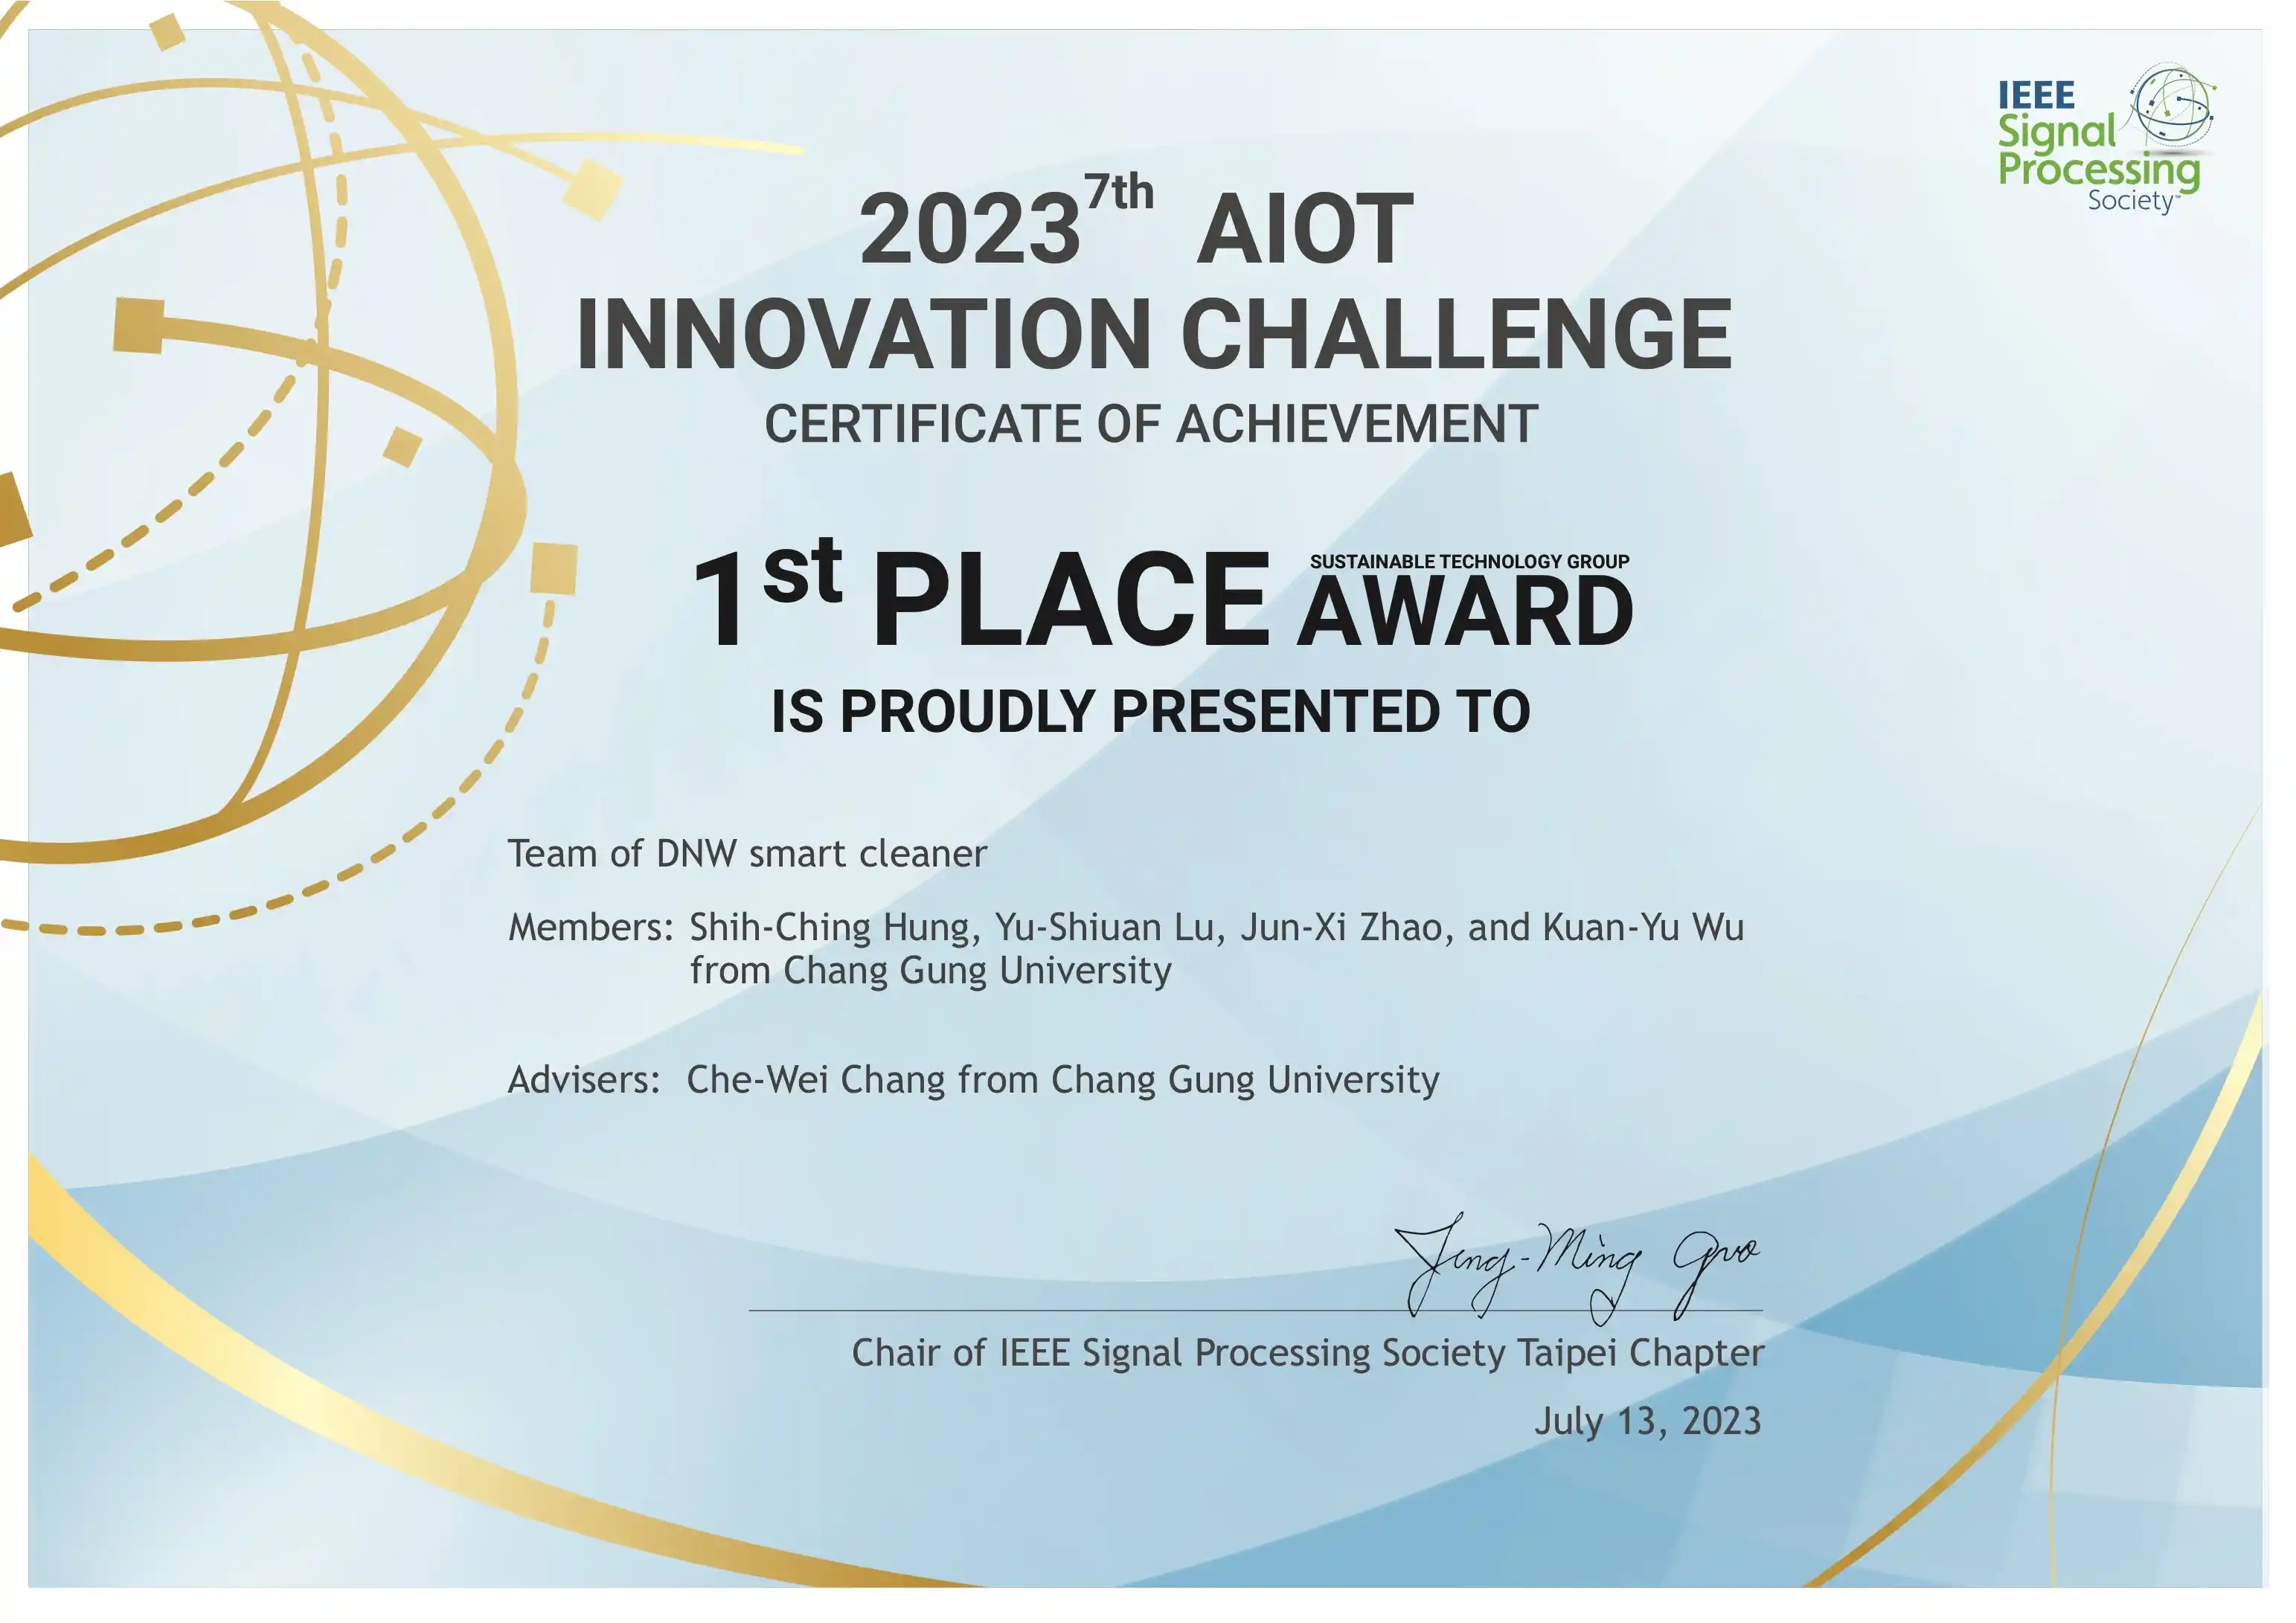 IEEE
Signal
Processing
Society™
2023 7th AIOT
INNOVATION CHALLENGE
CERTIFICATE OF ACHIEVEMENT
1st PLACE SUSTAINABLE TECHNOLOGY GROUP AWARD
IS PROUDLY PRESENTED TO
Team of DNW smart cleaner
Members: Shih-Ching Hung, Yu-Shiuan Lu, Jun-Xi Zhao, and Kuan-Yu Wu
from Chang Gung University
Advisers: Che-Wei Chang from Chang Gung University
Jing-Ming Guo
Chair of IEEE Signal Processing Society Taipei Chapter
July 13, 2023